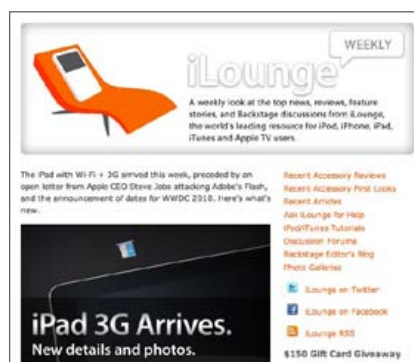 WEEKLY
iLounge
A weekly look at the top news, reviews, feature
stories, and Backstage discussions from iLounge,
the world's leading resource for iPod, iPhone, iPad,
iTunes and Apple TV users.
The iPad with Wi-Fi + 3G arrived this week, preceded by an
open letter from Apple CEO Steve Jobs attacking Adobe's Flash,
and the announcement of dates for WWDC 2010. Here's what's
new.
iPad 3G Arrives.
New details and photos.
Recent Accessory Reviews
Recent Accessory First Looks
Recent Articles
Ask iLounge for Help
iPod/iTunes Tutorials
Discussion Forums
Backstage Editor's Blog
Photo Galleries
iLounge on Twitter
iLounge on Facebook
iLounge RSS
$150 Gift Card Giveaway